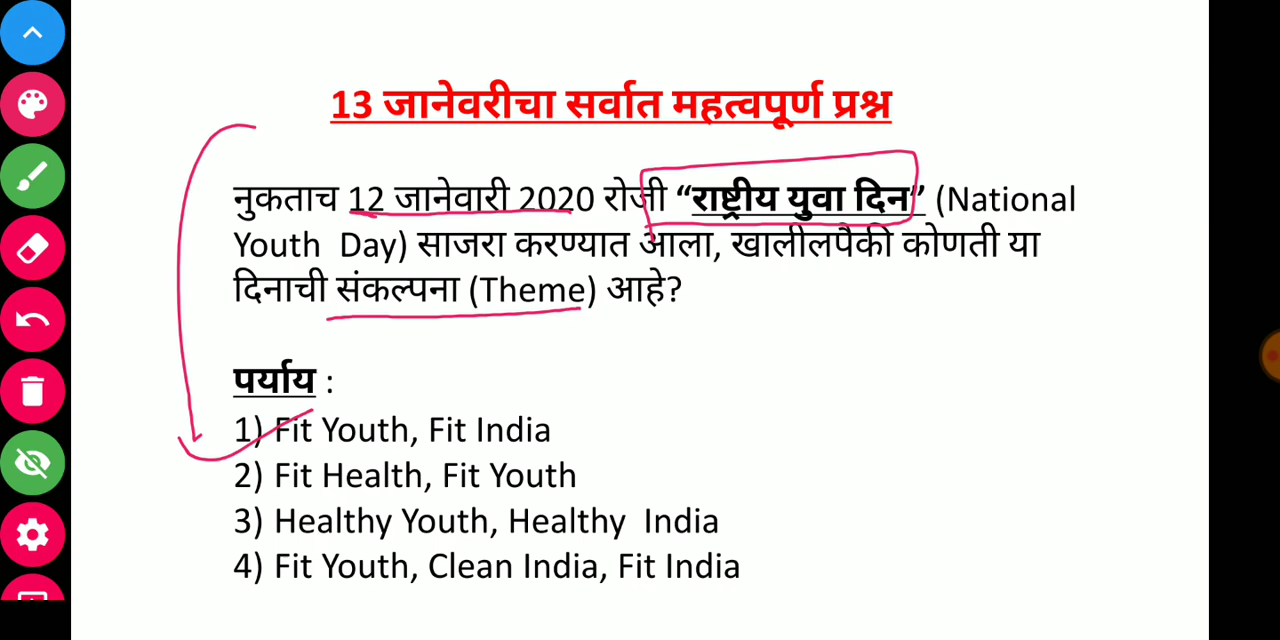 13 जानेवरीचा सर्वात महत्वपूर्ण प्रश्न
नुकताच 12 जानेवारी 2020 रोजी “राष्ट्रीय युवा दिन” (National
Youth Day) साजरा करण्यात आला, खालीलपैकी कोणती या
दिनाची संकल्पना (Theme) आहे?
पर्याय :
1) Fit Youth, Fit India
2) Fit Health, Fit Youth
3) Healthy Youth, Healthy India
4) Fit Youth, Clean India, Fit India